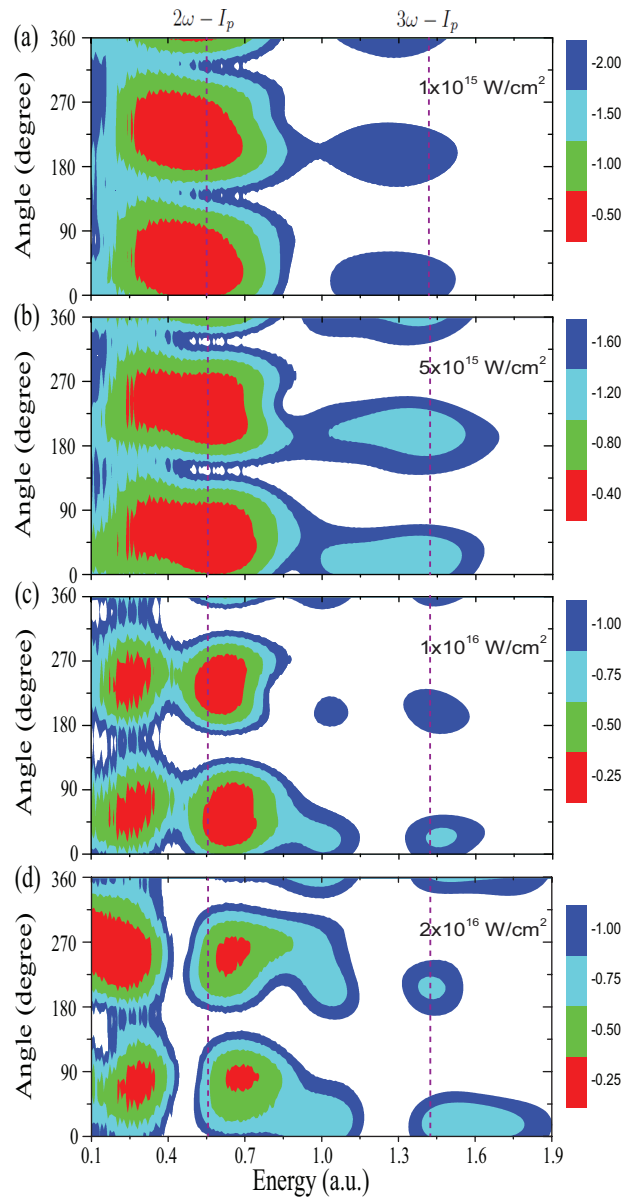 2ω − I_p 3ω − I_p
(a)
360
270
180
90
0
Angle (degree)
1x10^15 W/cm^2
-2.00
-1.50
-1.00
-0.50
(b)
360
270
180
90
0
Angle (degree)
5x10^15 W/cm^2
-1.60
-1.20
-0.80
-0.40
(c)
360
270
180
90
0
Angle (degree)
1x10^16 W/cm^2
-1.00
-0.75
-0.50
-0.25
(d)
360
270
180
90
0
Angle (degree)
2x10^16 W/cm^2
-1.00
-0.75
-0.50
-0.25
0.1 0.4 0.7 1.0 1.3 1.6 1.9
Energy (a.u.)